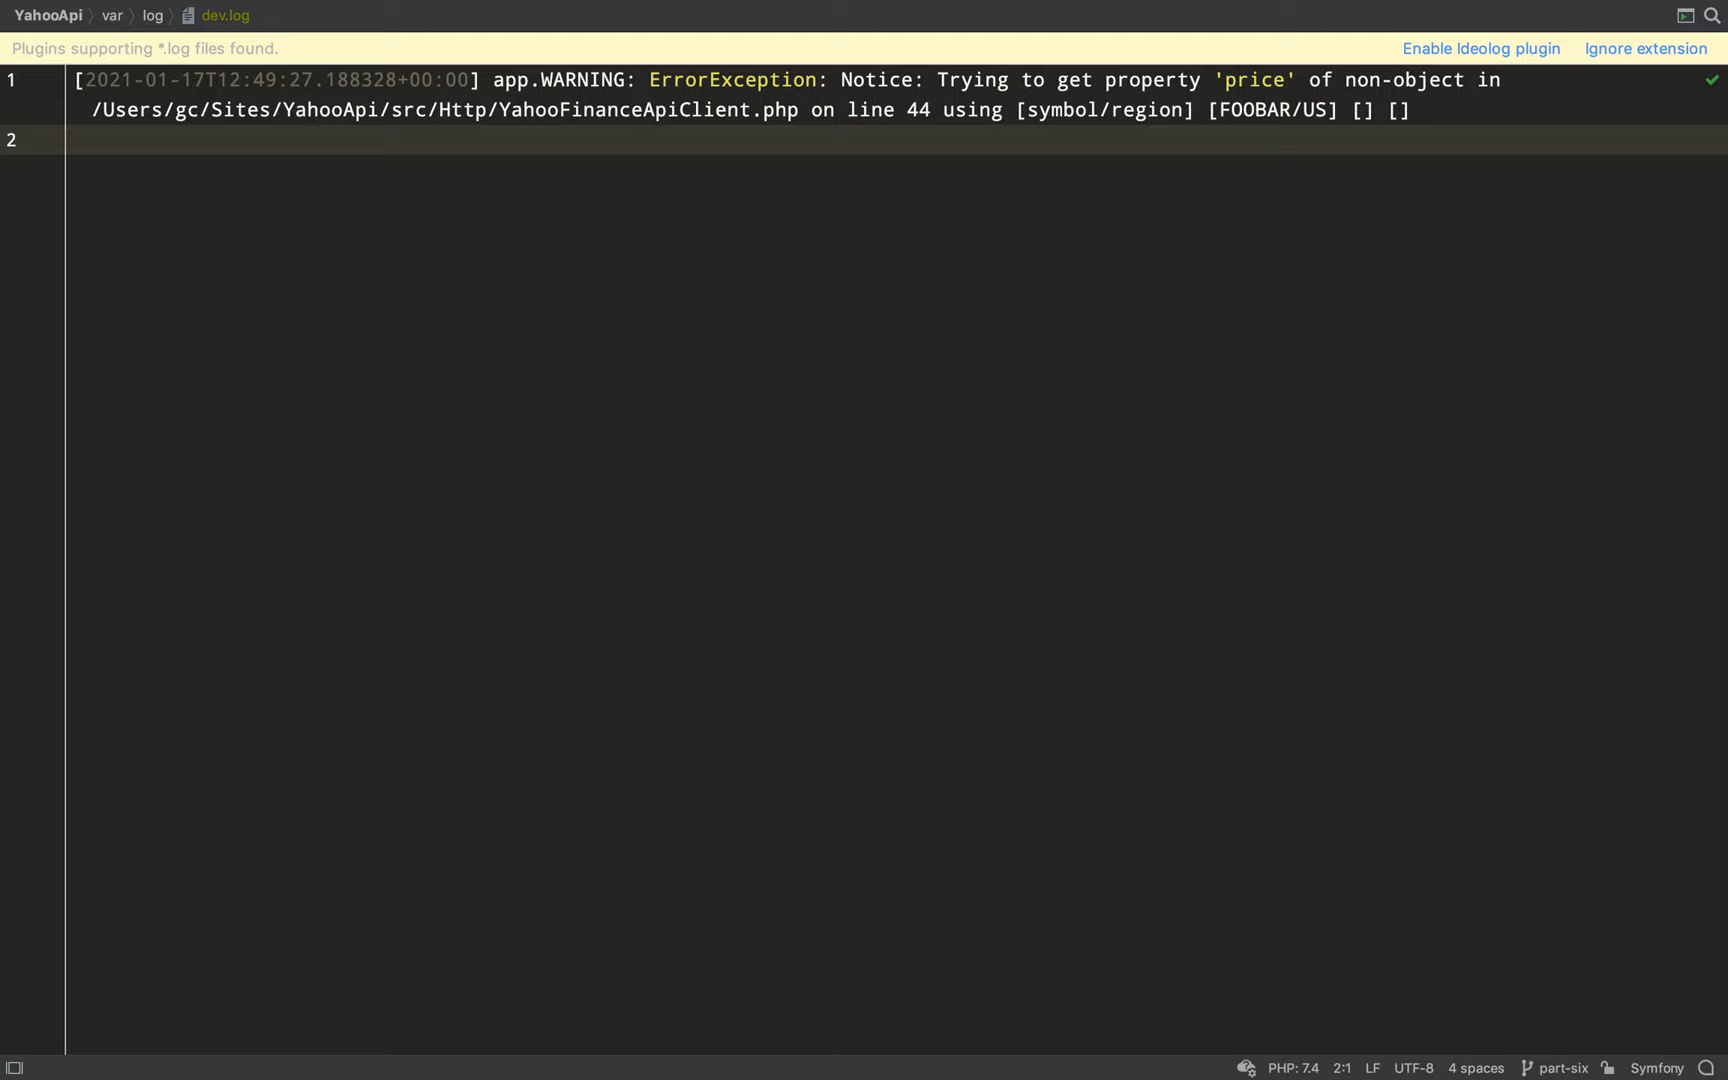 YahooApi 〉 var 〉 log 〉 dev.log
Plugins supporting *.log files found. Enable Ideolog plugin Ignore extension
1 [2021-01-17T12:49:27.188328+00:00] app.WARNING: ErrorException: Notice: Trying to get property 'price' of non-object in
/Users/gc/Sites/YahooApi/src/Http/YahooFinanceApiClient.php on line 44 using [symbol/region] [FOOBAR/US] [] []
2
PHP: 7.4 2:1 LF UTF-8 4 spaces part-six Symfony